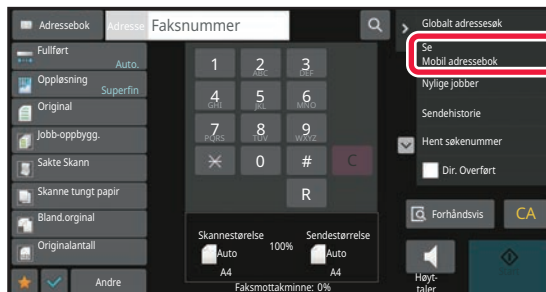 Adressebok
Adresse
Faksnummer
Fullført
Auto.
Oppløsning
Superfin
Original
Jobb-oppbygg.
Sakte Skann
Skanne tungt papir
Bland.orginal
Originalantall
Andre
1
2
ABC
3
DEF
4
GHI
5
JKL
6
MNO
7
PQRS
8
TUV
9
WXYZ
0
#
C
R
Skannestørelse
100%
Sendestørrelse
Auto
A4
Auto
A4
Faksmottakminne: 0%
Globalt adressesøk
Se
Mobil adressebok
Nylige jobber
Sendehistorie
Hent søkenummer
Dir. Overført
Forhåndsvis
CA
Høyt-
taler